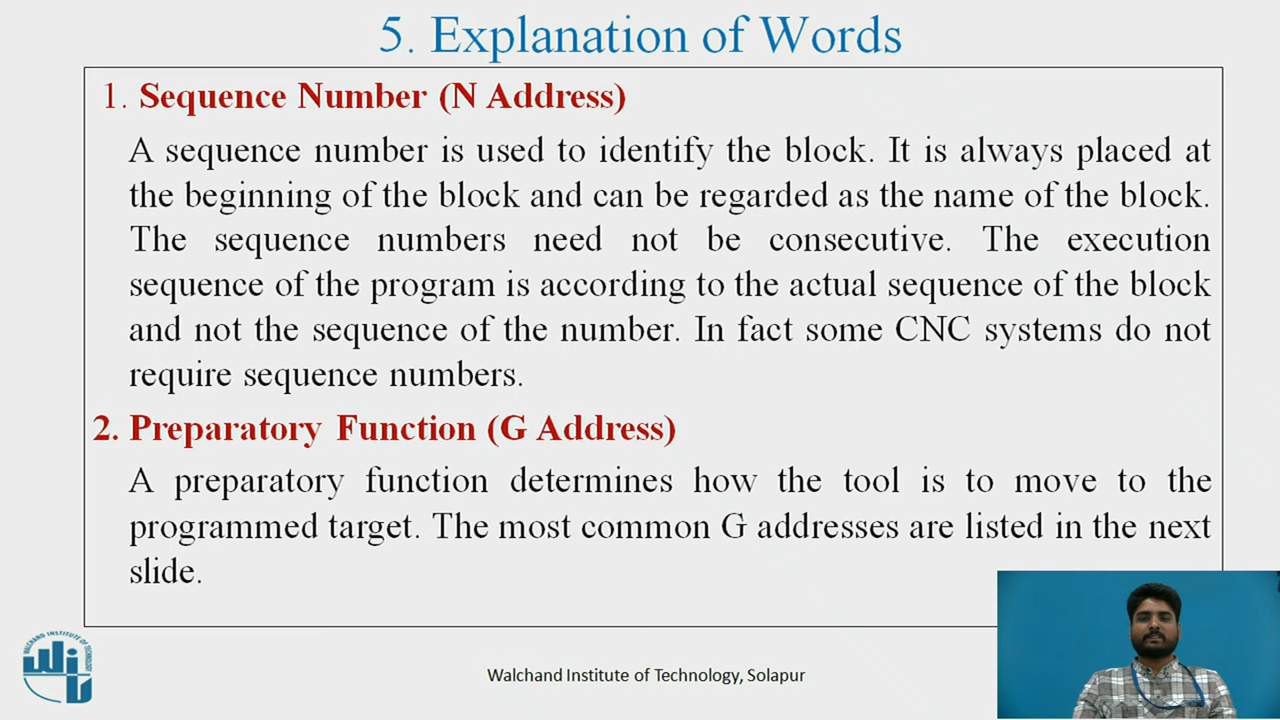 5. Explanation of Words
1. Sequence Number (N Address)
A sequence number is used to identify the block. It is always placed at
the beginning of the block and can be regarded as the name of the block.
The sequence numbers need not be consecutive. The execution
sequence of the program is according to the actual sequence of the block
and not the sequence of the number. In fact some CNC systems do not
require sequence numbers.
2. Preparatory Function (G Address)
A preparatory function determines how the tool is to move to the
programmed target. The most common G addresses are listed in the next
slide.
WALCHAND INSTITUTE OF TECHNOLOGY
WIT
Walchand Institute of Technology, Solapur